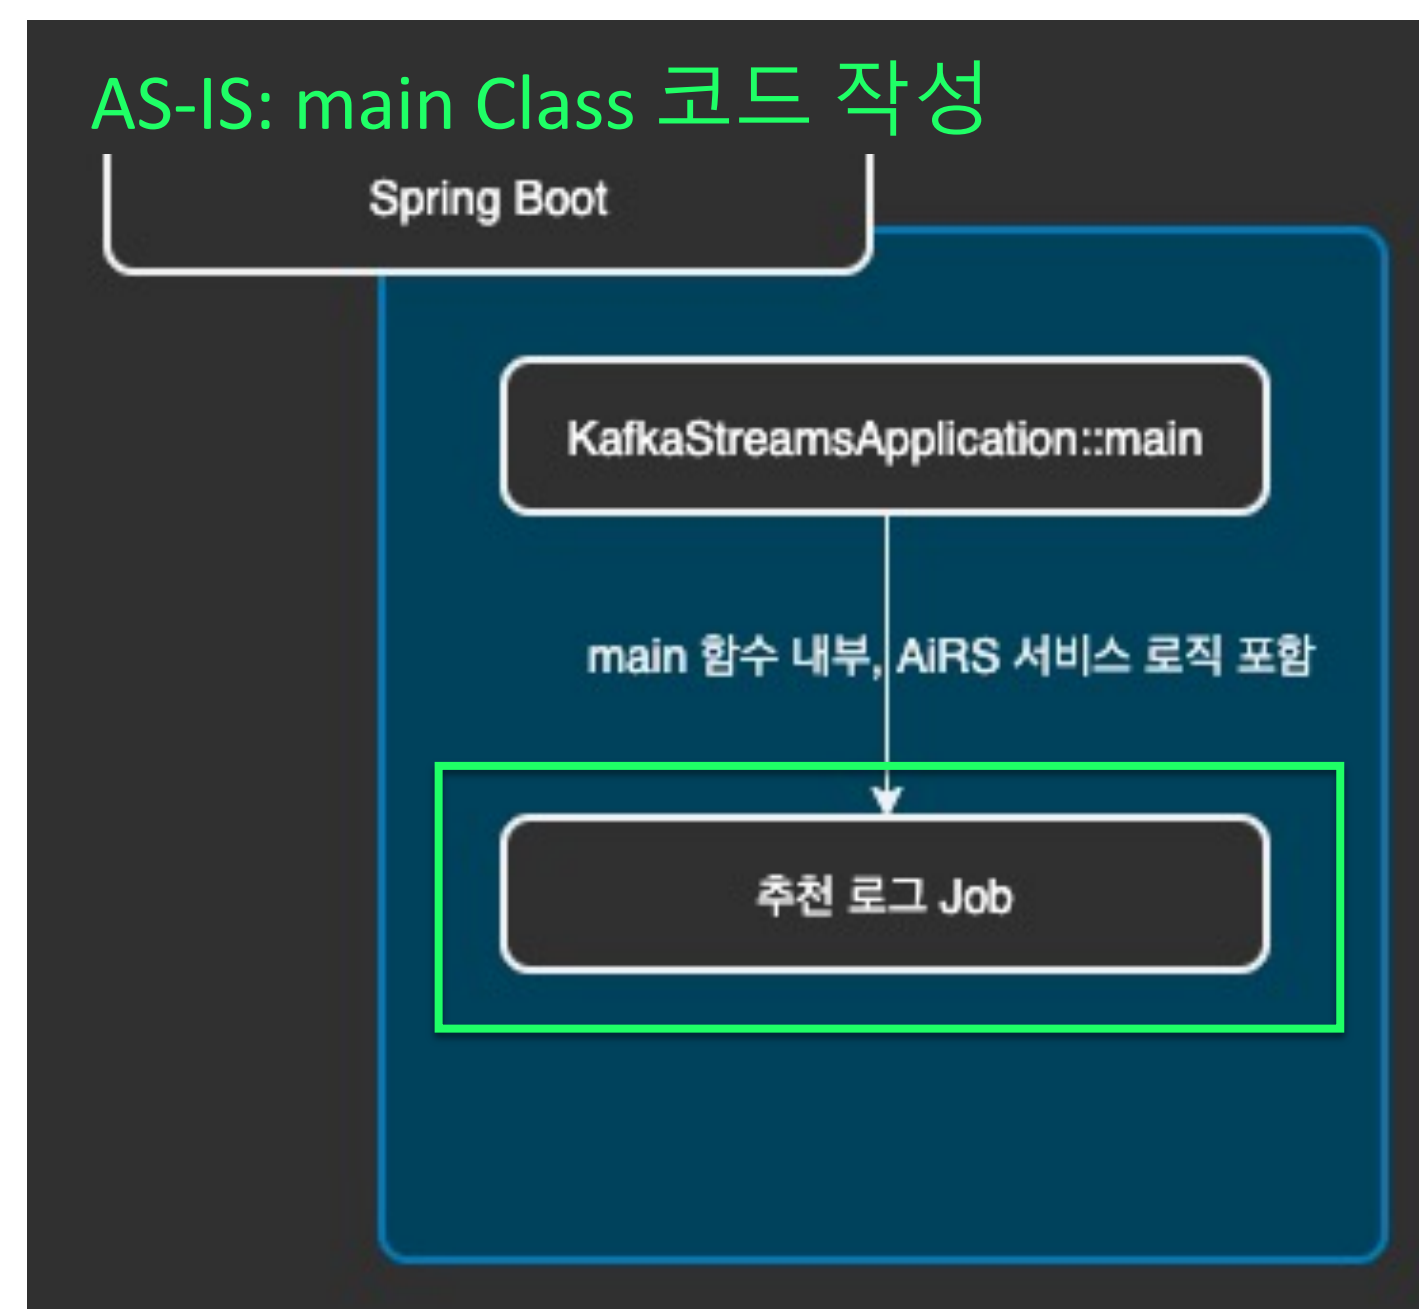 AS-IS: main Class 코드 작성
Spring Boot
KafkaStreamsApplication::main
main 함수 내부, AiRS 서비스 로직 포함
추천 로그 Job